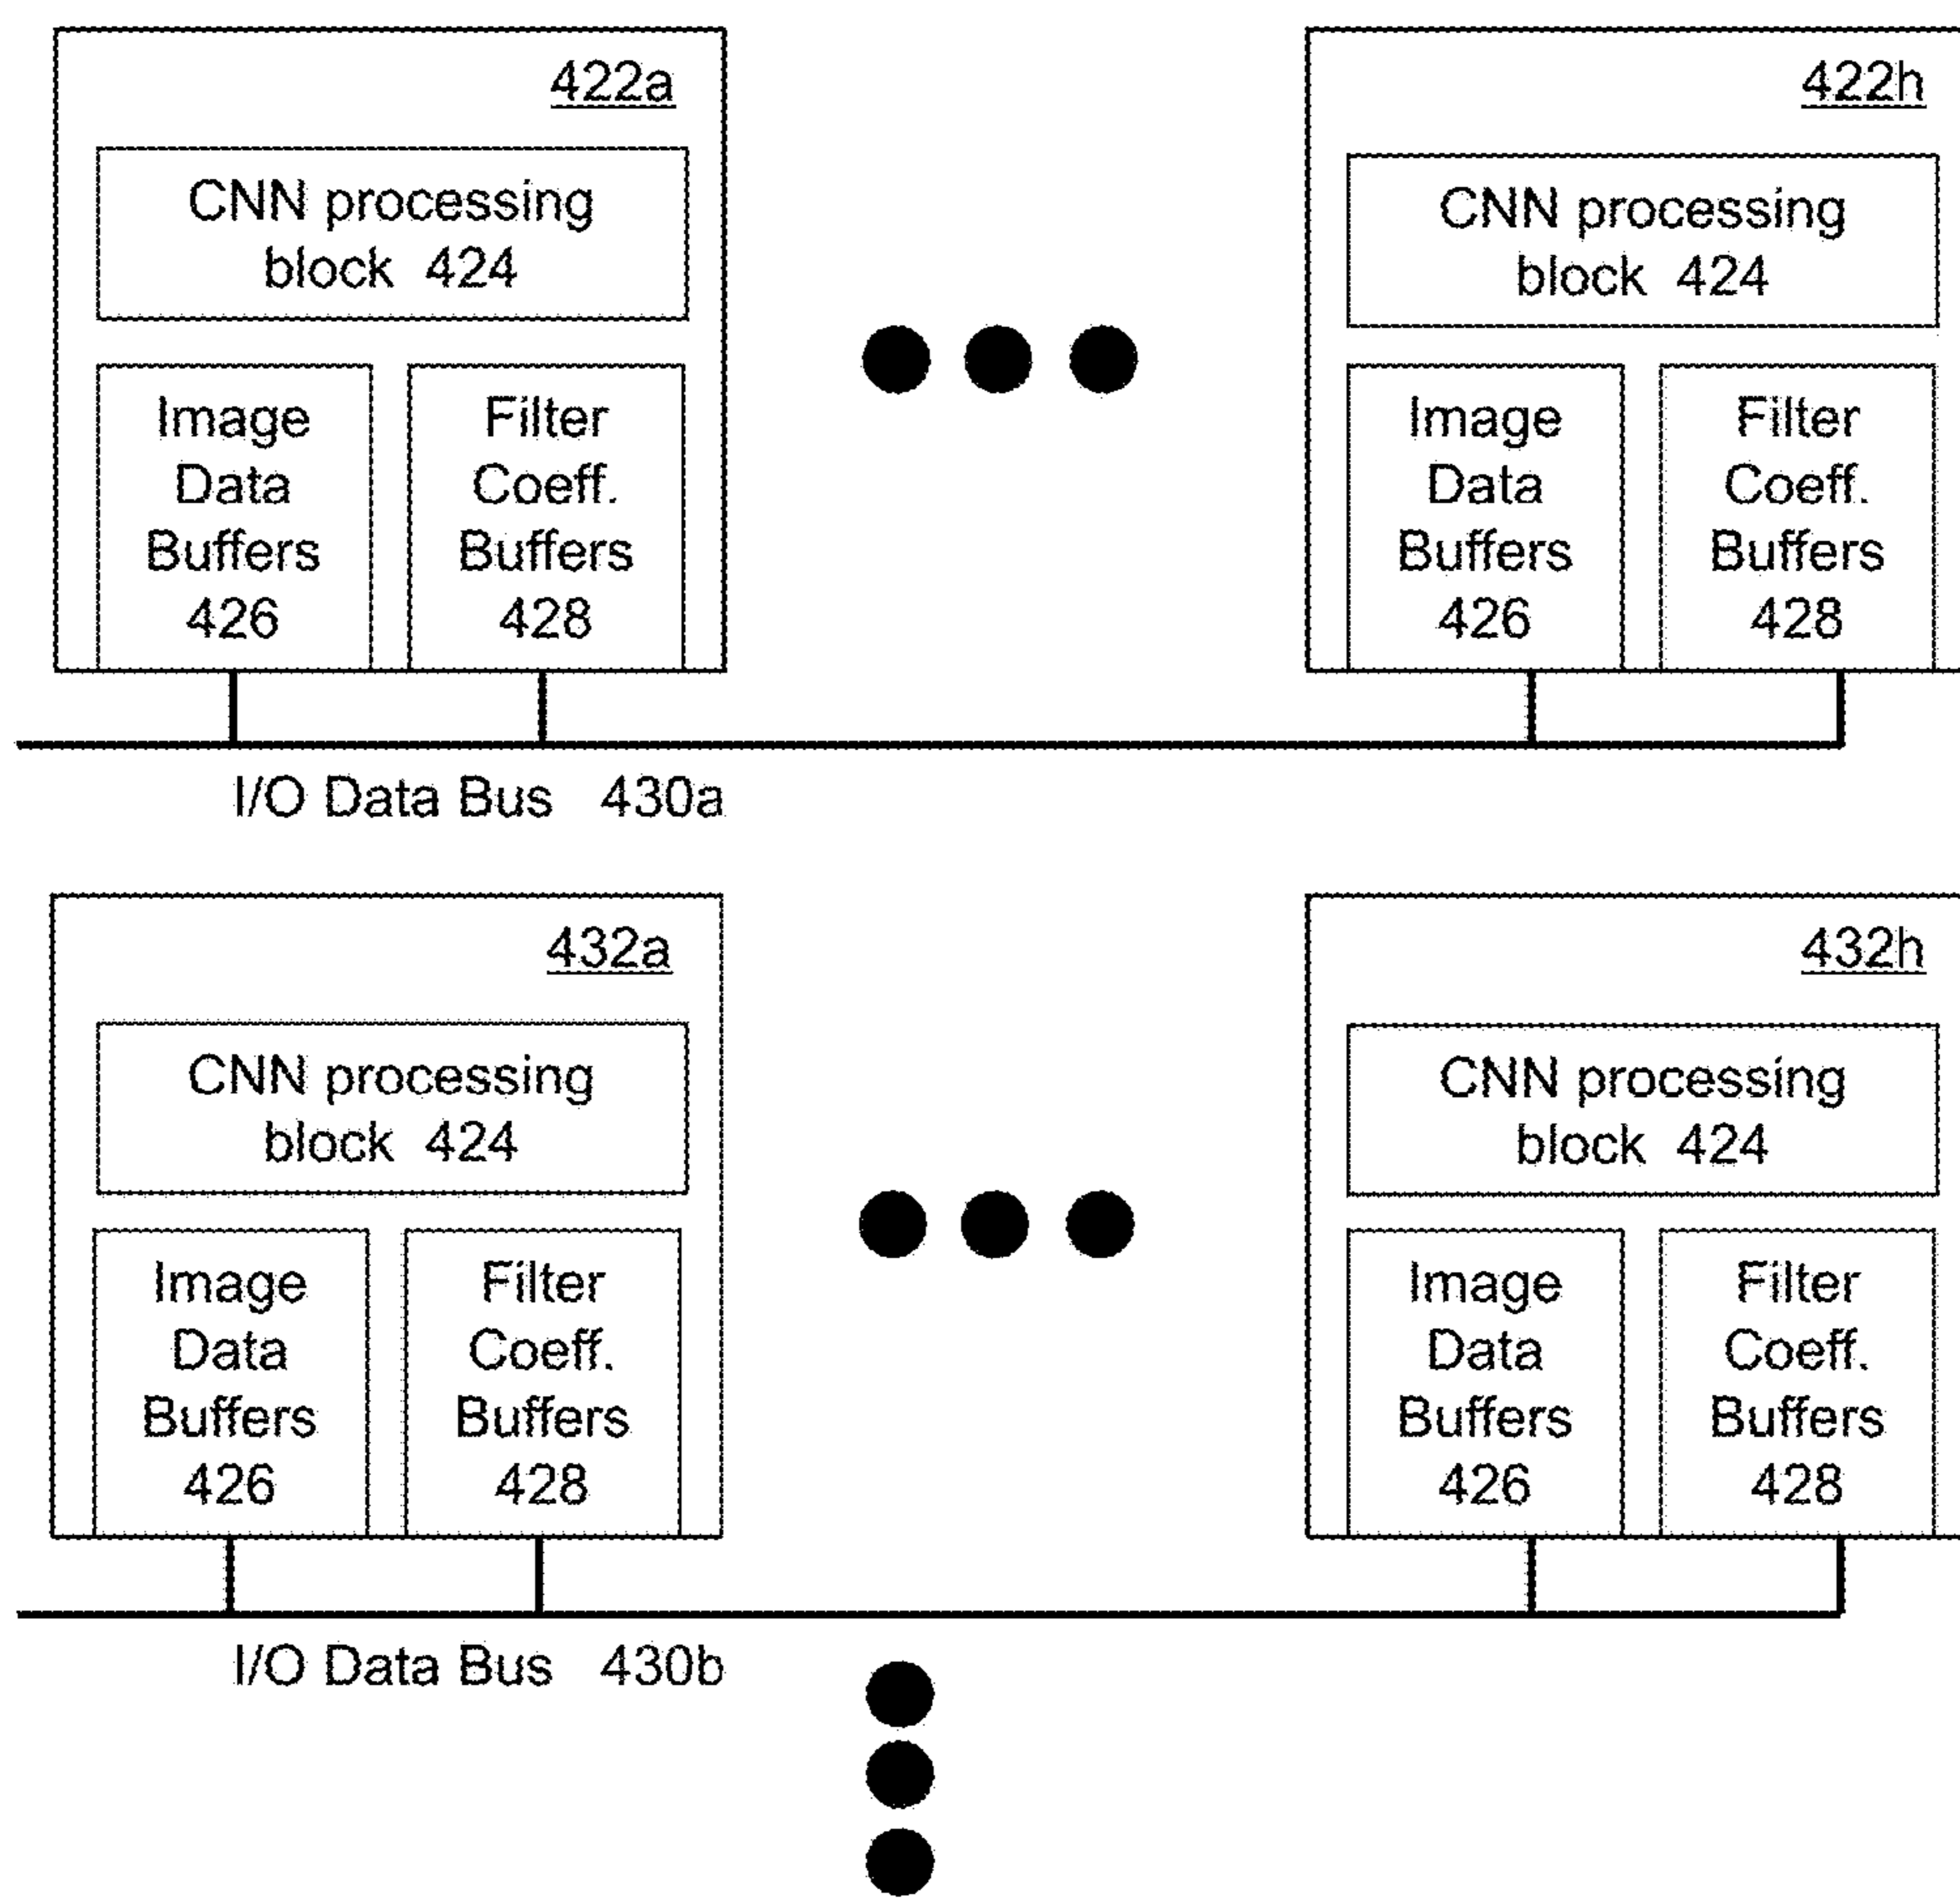 422a
CNN processing
block 424
Image
Data
Buffers
426
Filter
Coeff.
Buffers
428
422h
CNN processing
block 424
Image
Data
Buffers
426
Filter
Coeff.
Buffers
428
I/O Data Bus 430a
432a
CNN processing
block 424
Image
Data
Buffers
426
Filter
Coeff.
Buffers
428
432h
CNN processing
block 424
Image
Data
Buffers
426
Filter
Coeff.
Buffers
428
I/O Data Bus 430b